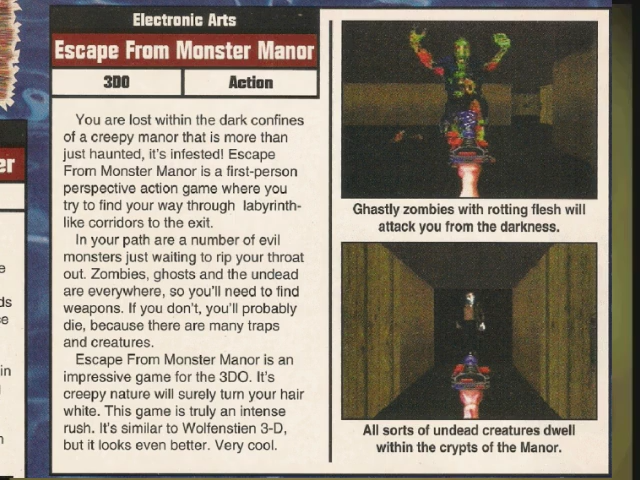 Electronic Arts
Escape From Monster Manor
3DO
Action
You are lost within the dark confines
of a creepy manor that is more than
just haunted, it's infested! Escape
From Monster Manor is a first-person
perspective action game where you
try to find your way through labyrinth-
like corridors to the exit.
In your path are a number of evil
monsters just waiting to rip your throat
out. Zombies, ghosts and the undead
are everywhere, so you'll need to find
weapons. If you don't, you'll probably
die, because there are many traps
and creatures.
Escape From Monster Manor is an
impressive game for the 3DO. It's
creepy nature will surely turn your hair
white. This game is truly an intense
rush. It's similar to Wolfenstien 3-D,
but it looks even better. Very cool.
Ghastly zombies with rotting flesh will
attack you from the darkness.
All sorts of undead creatures dwell
within the crypts of the Manor.
er
e
ds
e
in
n